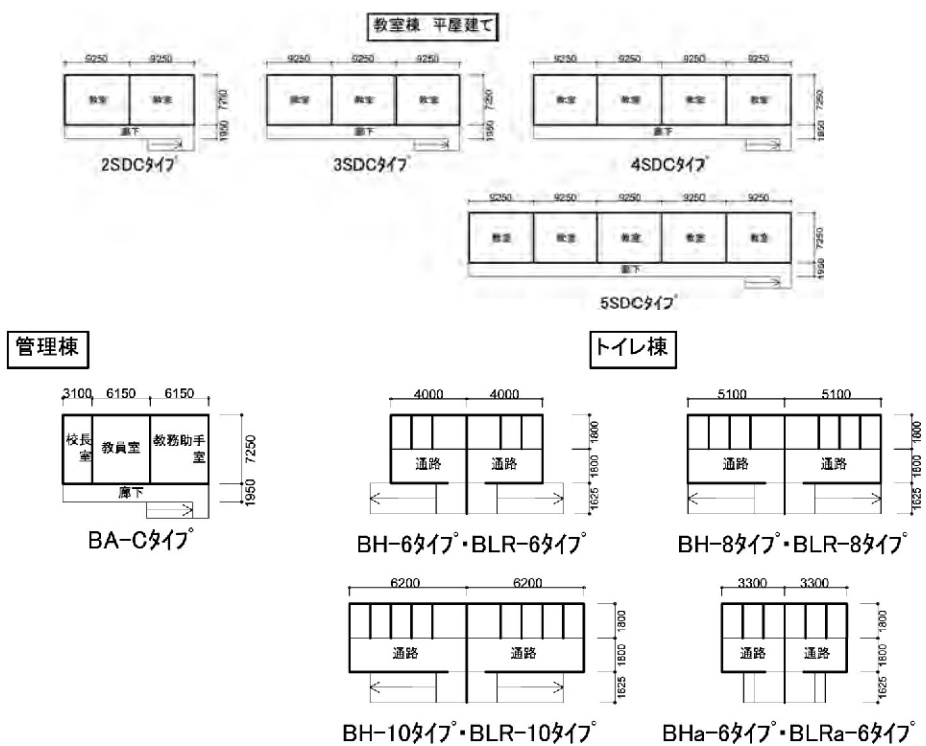 教室棟 平屋建て
9250 9250
教室 教室
廊下
7250
1950
2SDCﾀｲﾌﾟ
9250 9250 9250
教室 教室 教室
廊下
7250
1950
3SDCﾀｲﾌﾟ
9250 9250 9250 9250
教室 教室 教室 教室
廊下
7250
1950
4SDCﾀｲﾌﾟ
9250 9250 9250 9250 9250
教室 教室 教室 教室 教室
廊下
7250
1950
5SDCﾀｲﾌﾟ
管理棟
3100 6150 6150
校長室 教員室 教務助手室
廊下
7250
1950
BA-Cﾀｲﾌﾟ
トイレ棟
4000 4000
通路 通路
1800
1800
1625
BH-6ﾀｲﾌﾟ・BLR-6ﾀｲﾌﾟ
5100 5100
通路 通路
1800
1800
1625
BH-8ﾀｲﾌﾟ・BLR-8ﾀｲﾌﾟ
6200 6200
通路 通路
1800
1800
1625
BH-10ﾀｲﾌﾟ・BLR-10ﾀｲﾌﾟ
3300 3300
通路 通路
1800
1800
1625
BHa-6ﾀｲﾌﾟ・BLRa-6ﾀｲﾌﾟ